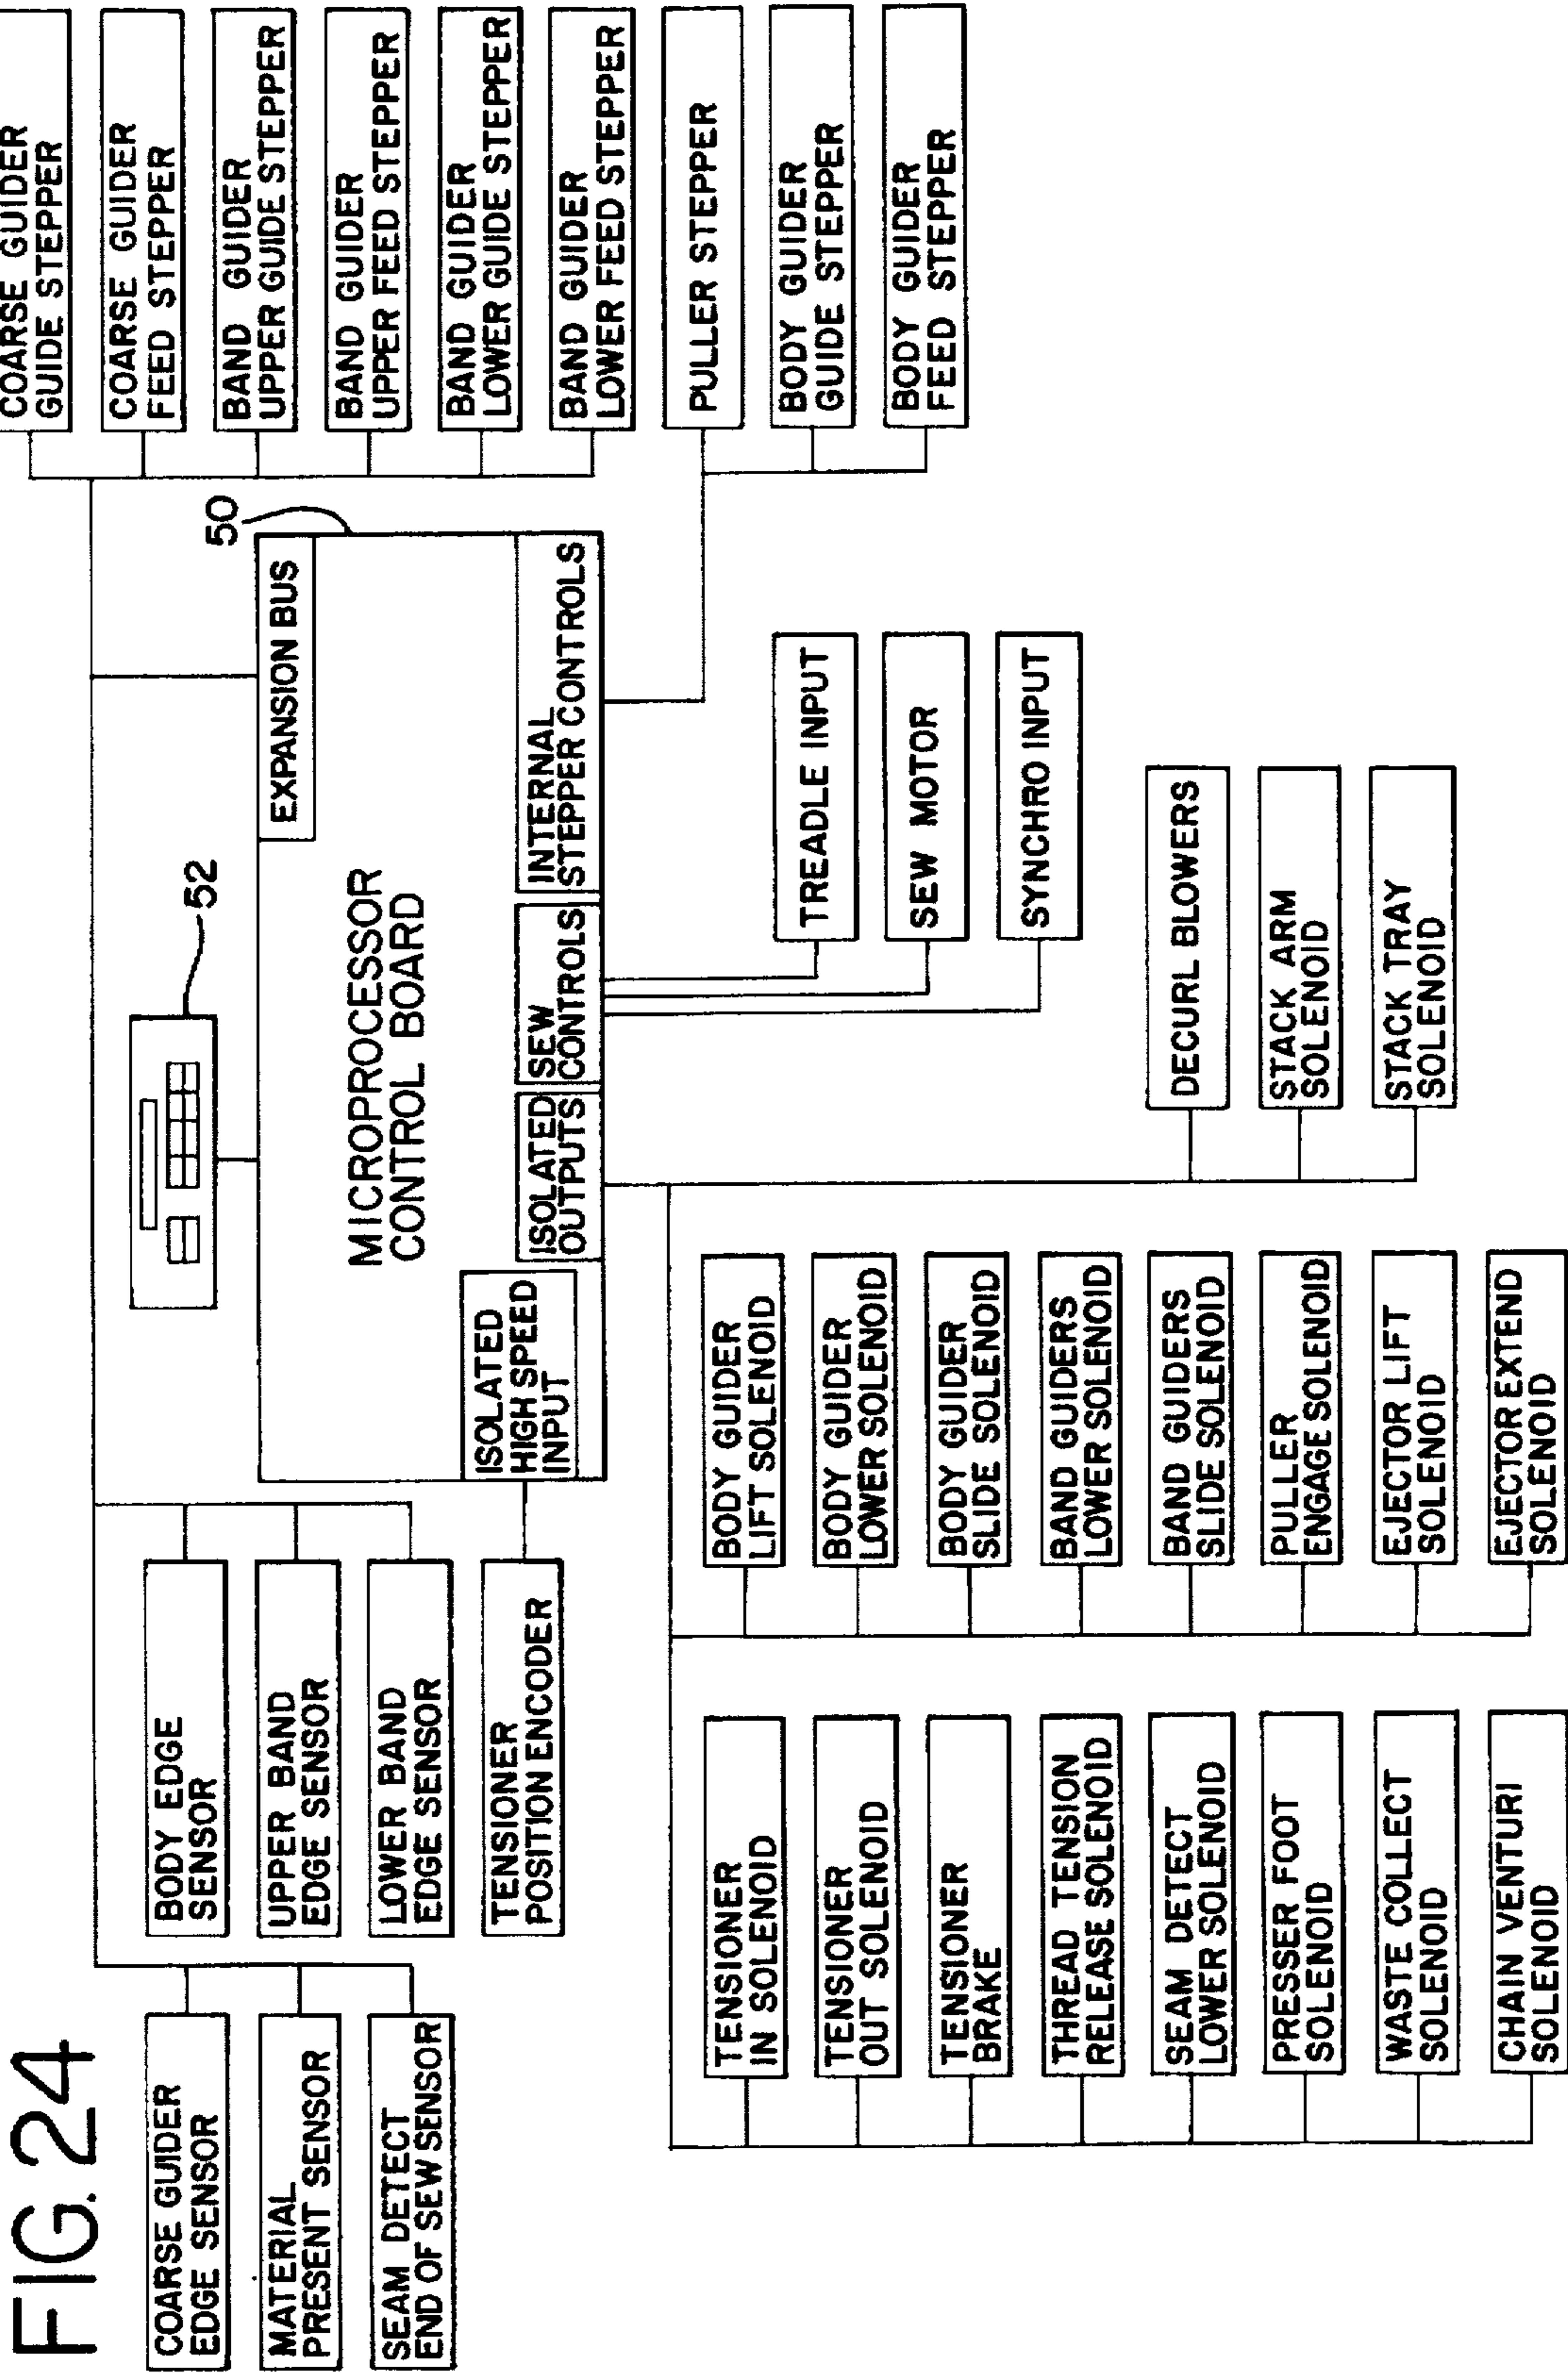 FIG. 24
COARSE GUIDER
EDGE SENSOR
MATERIAL
PRESENT SENSOR
SEAM DETECT
END OF SEW SENSOR
BODY EDGE
SENSOR
UPPER BAND
EDGE SENSOR
LOWER BAND
EDGE SENSOR
TENSIONER
POSITION ENCODER
52
50
MICROPROCESSOR
CONTROL BOARD
EXPANSION BUS
ISOLATED
HIGH SPEED
INPUT
ISOLATED
OUTPUTS
SEW
CONTROLS
INTERNAL
STEPPER CONTROLS
COARSE GUIDER
GUIDE STEPPER
COARSE GUIDER
FEED STEPPER
BAND GUIDER
UPPER GUIDE STEPPER
BAND GUIDER
UPPER FEED STEPPER
BAND GUIDER
LOWER GUIDE STEPPER
BAND GUIDER
LOWER FEED STEPPER
PULLER STEPPER
BODY GUIDER
GUIDE STEPPER
BODY GUIDER
FEED STEPPER
TREADLE INPUT
SEW MOTOR
SYNCHRO INPUT
TENSIONER
IN SOLENOID
TENSIONER
OUT SOLENOID
TENSIONER
BRAKE
THREAD TENSION
RELEASE SOLENOID
SEAM DETECT
LOWER SOLENOID
PRESSER FOOT
SOLENOID
WASTE COLLECT
SOLENOID
CHAIN VENTURI
SOLENOID
BODY GUIDER
LIFT SOLENOID
BODY GUIDER
LOWER SOLENOID
BODY GUIDER
SLIDE SOLENOID
BAND GUIDERS
LOWER SOLENOID
BAND GUIDERS
SLIDE SOLENOID
PULLER
ENGAGE SOLENOID
EJECTOR LIFT
SOLENOID
EJECTOR EXTEND
SOLENOID
DECURL BLOWERS
STACK ARM
SOLENOID
STACK TRAY
SOLENOID